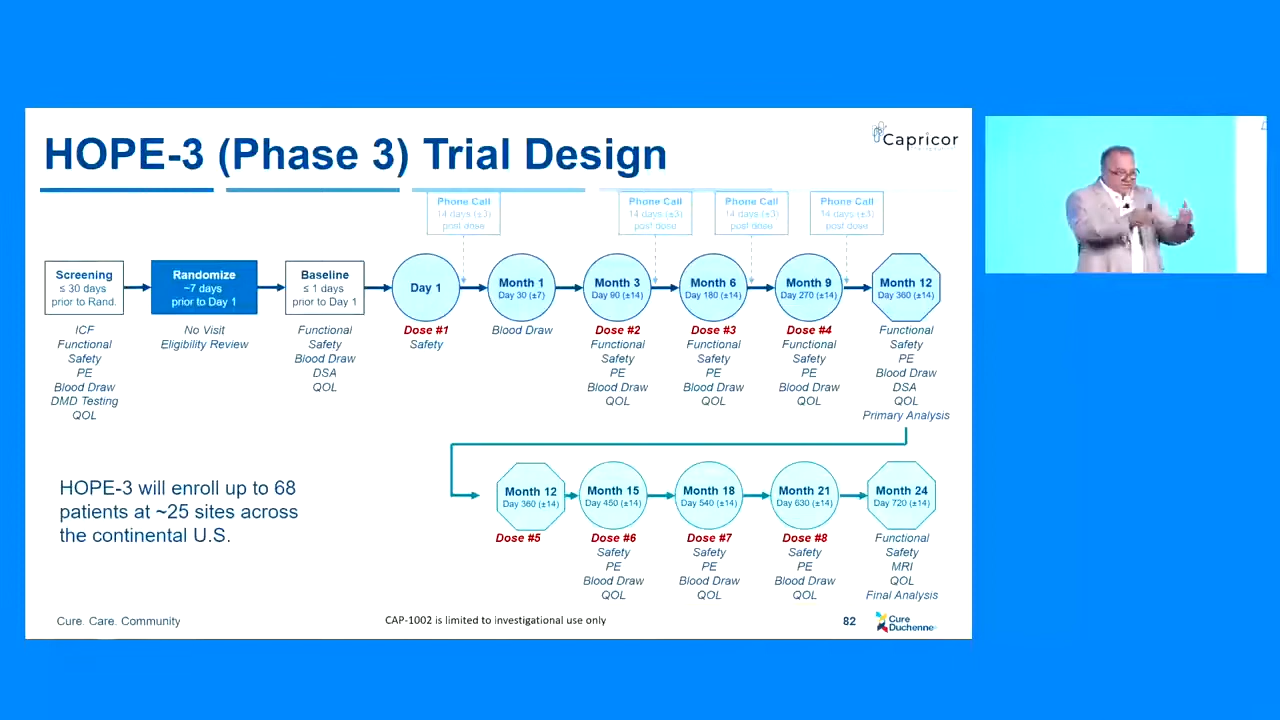 HOPE-3 (Phase 3) Trial Design
Capricor
Phone Call
14 days (±3)
post dose
Phone Call
14 days (±3)
post dose
Phone Call
14 days (±3)
post dose
Phone Call
14 days (±3)
post dose
Screening
≤ 30 days
prior to Rand.
ICF
Functional
Safety
PE
Blood Draw
DMD Testing
QOL
Randomize
~7 days
prior to Day 1
No Visit
Eligibility Review
Baseline
≤ 1 days
prior to Day 1
Functional
Safety
Blood Draw
DSA
QOL
Day 1
Dose #1
Safety
Month 1
Day 30 (±7)
Blood Draw
Month 3
Day 90 (±14)
Dose #2
Functional
Safety
PE
Blood Draw
QOL
Month 6
Day 180 (±14)
Dose #3
Functional
Safety
PE
Blood Draw
QOL
Month 9
Day 270 (±14)
Dose #4
Functional
Safety
PE
Blood Draw
QOL
Month 12
Day 360 (±14)
Functional
Safety
PE
Blood Draw
DSA
QOL
Primary Analysis
HOPE-3 will enroll up to 68
patients at ~25 sites across
the continental U.S.
Month 12
Day 360 (±14)
Dose #5
Month 15
Day 450 (±14)
Dose #6
Safety
PE
Blood Draw
QOL
Month 18
Day 540 (±14)
Dose #7
Safety
PE
Blood Draw
QOL
Month 21
Day 630 (±14)
Dose #8
Safety
PE
Blood Draw
QOL
Month 24
Day 720 (±14)
Functional
Safety
MRI
QOL
Final Analysis
Cure. Care. Community
CAP-1002 is limited to investigational use only
82
Cure
Duchenne